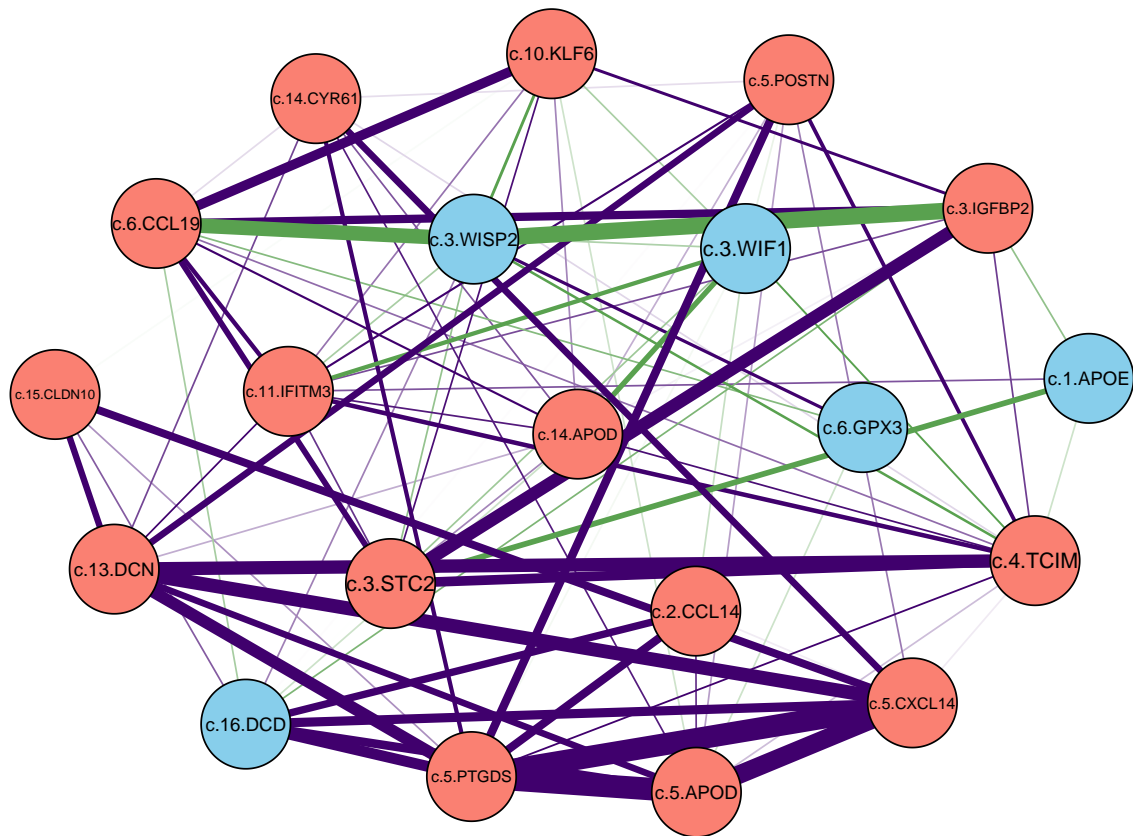 c.10.KLF6
c.5.POSTN
c.14.CYR61
c.3.IGFBP2
c.6.CCL19
c.3.WISP2
c.3.WIF1
c.1.APOE
c.15.CLDN10
c.11.IFITM3
c.14.APOD
c.6.GPX3
c.13.DCN
c.3.STC2
c.4.TCIM
c.2.CCL14
c.5.CXCL14
c.16.DCD
c.5.PTGDS
c.5.APOD